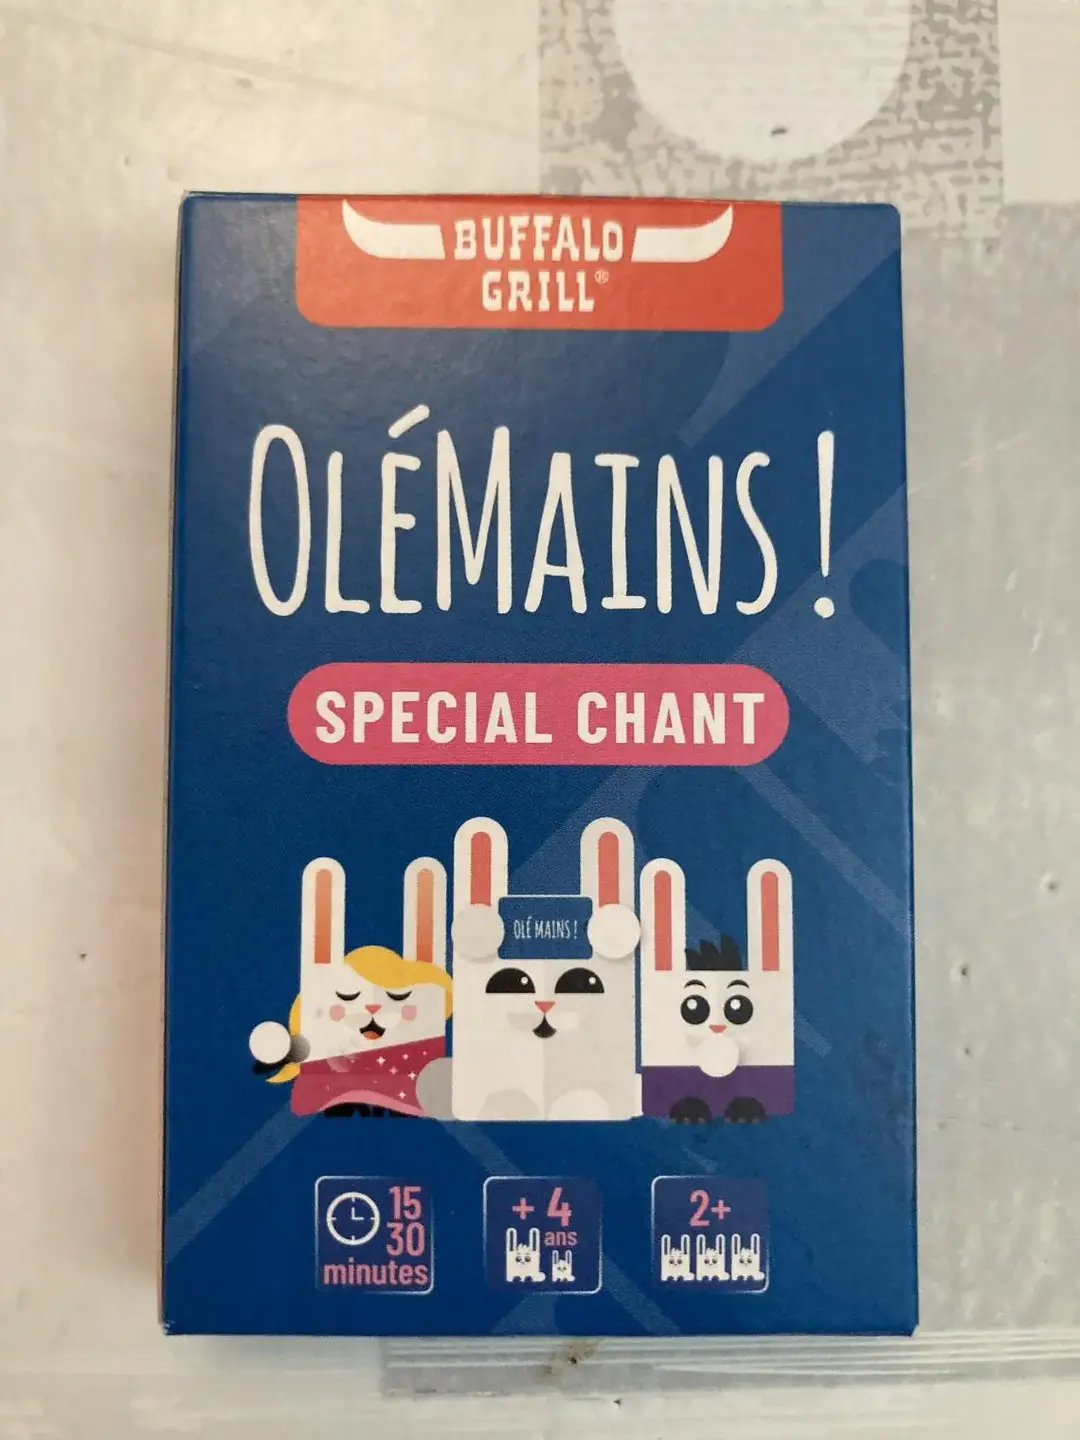 BUFFALO
GRILL®
OLÉMAINS !
SPECIAL CHANT
OLÉ MAINS !
15
30
minutes
+ 4
ans
2+